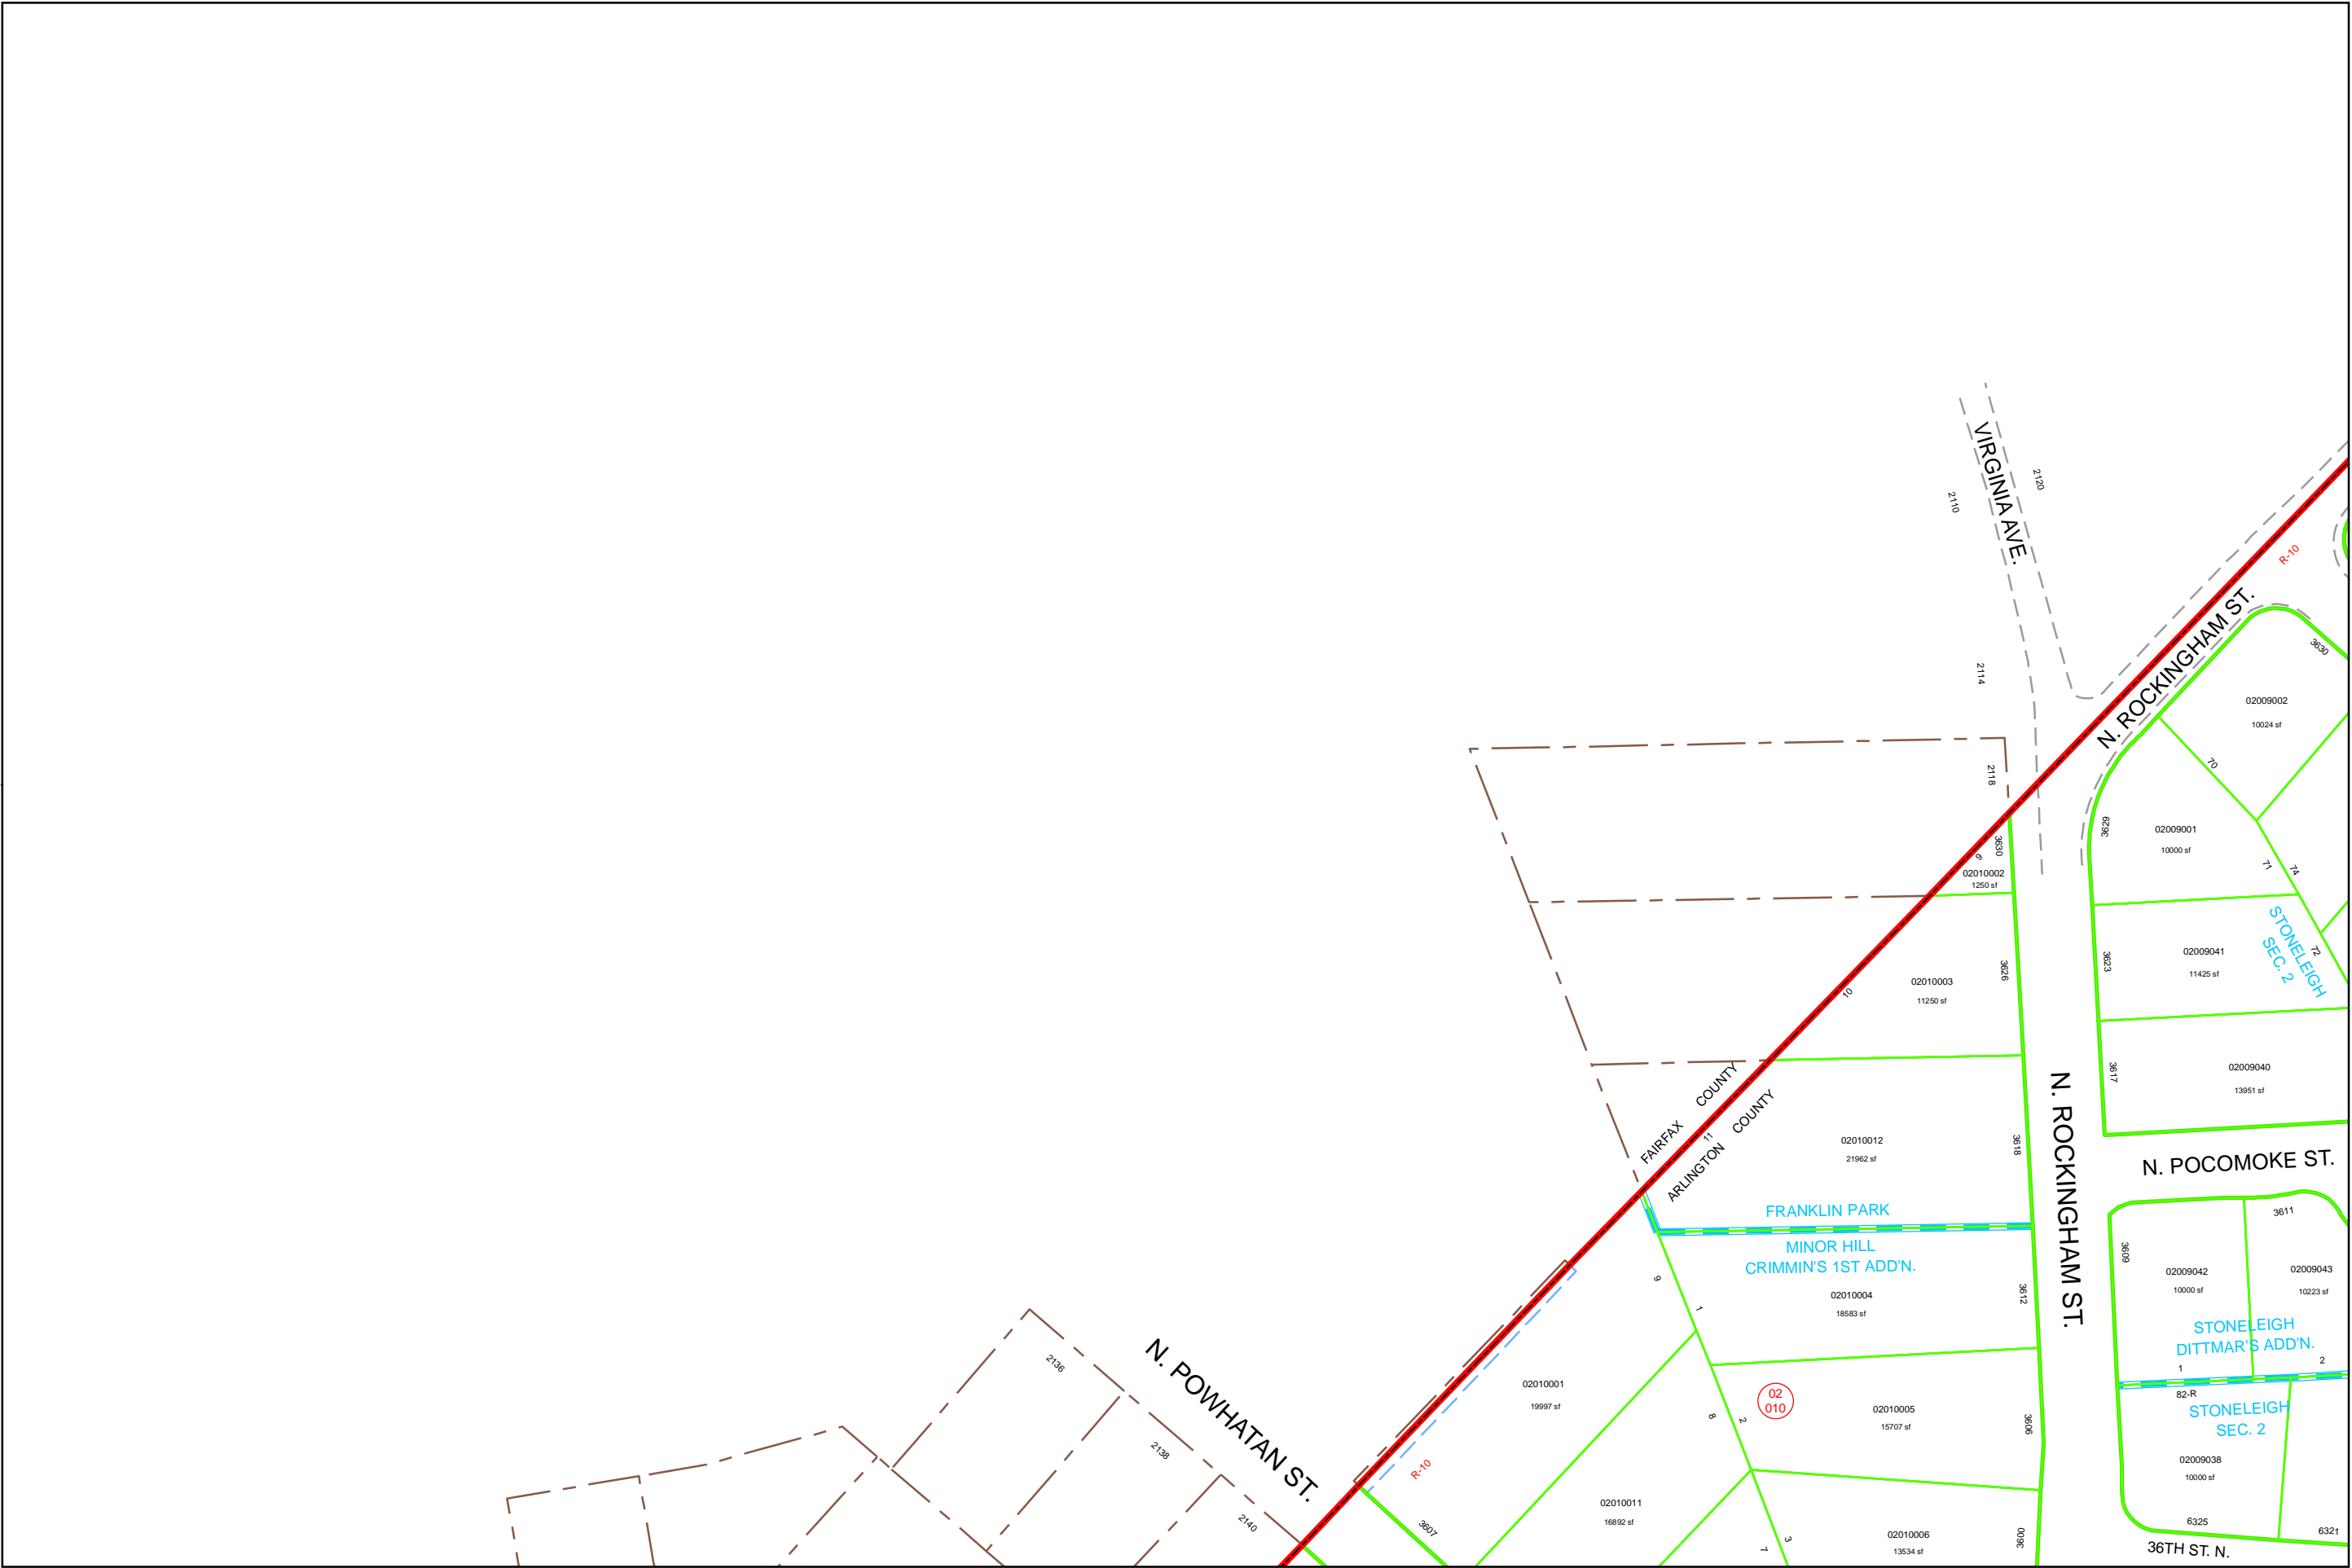 VIRGINIA AVE.
2120
2110
2114
2118
R-10
N. ROCKINGHAM ST.
3630
02009002
10024 sf
70
3629
02009001
10000 sf
71
74
3630
9
02010002
1250 sf
STONELEIGH
SEC. 2
72
3623
02009041
11425 sf
3626
02010003
11250 sf
10
3617
02009040
13951 sf
FAIRFAX COUNTY
11
ARLINGTON COUNTY
02010012
21962 sf
3618
N. ROCKINGHAM ST.
N. POCOMOKE ST.
FRANKLIN PARK
MINOR HILL
CRIMMIN'S 1ST ADD'N.
02010004
18583 sf
3612
9
1
3611
3609
02009042
10000 sf
02009043
10223 sf
STONELEIGH
DITTMAR'S ADD'N.
1
2
82-R
STONELEIGH
SEC. 2
02009038
10000 sf
6325
6321
36TH ST. N.
2136
2138
2140
N. POWHATAN ST.
R-10
02010001
19997 sf
8
2
02
010
02010005
15707 sf
3606
3607
02010011
16892 sf
7
3
02010006
13534 sf
3600